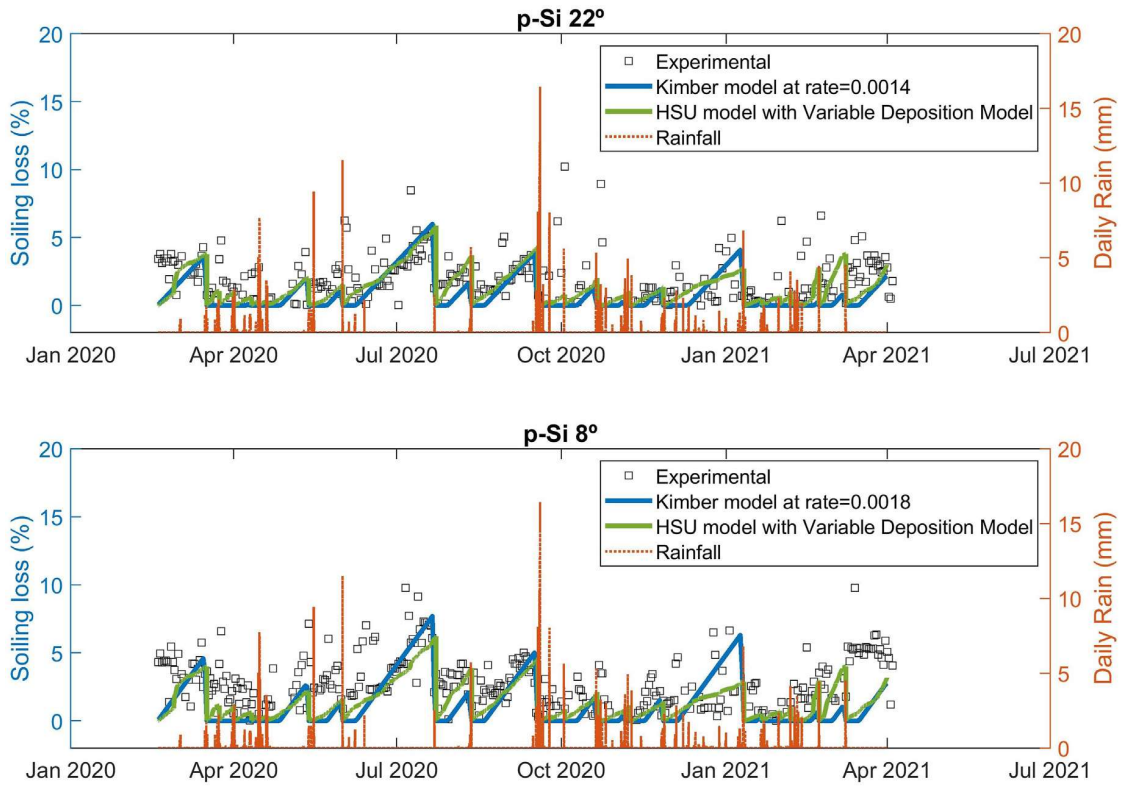 p-Si 22º
20
15
10
5
0
Soiling loss (%)
Experimental
Kimber model at rate=0.0014
HSU model with Variable Deposition Model
Rainfall
20
15
10
5
0
Daily Rain (mm)
Jan 2020 Apr 2020 Jul 2020 Oct 2020 Jan 2021 Apr 2021 Jul 2021
p-Si 8º
20
15
10
5
0
Soiling loss (%)
Experimental
Kimber model at rate=0.0018
HSU model with Variable Deposition Model
Rainfall
20
15
10
5
0
Daily Rain (mm)
Jan 2020 Apr 2020 Jul 2020 Oct 2020 Jan 2021 Apr 2021 Jul 2021